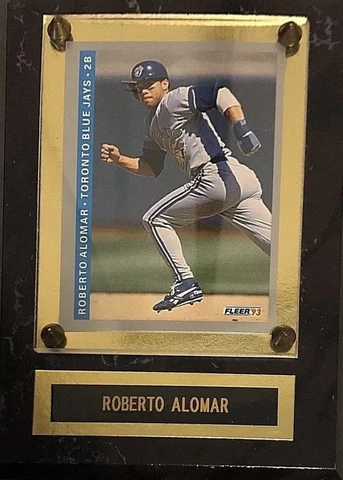 ROBERTO ALOMAR • TORONTO BLUE JAYS • 2B
FLEER 93
ROBERTO ALOMAR